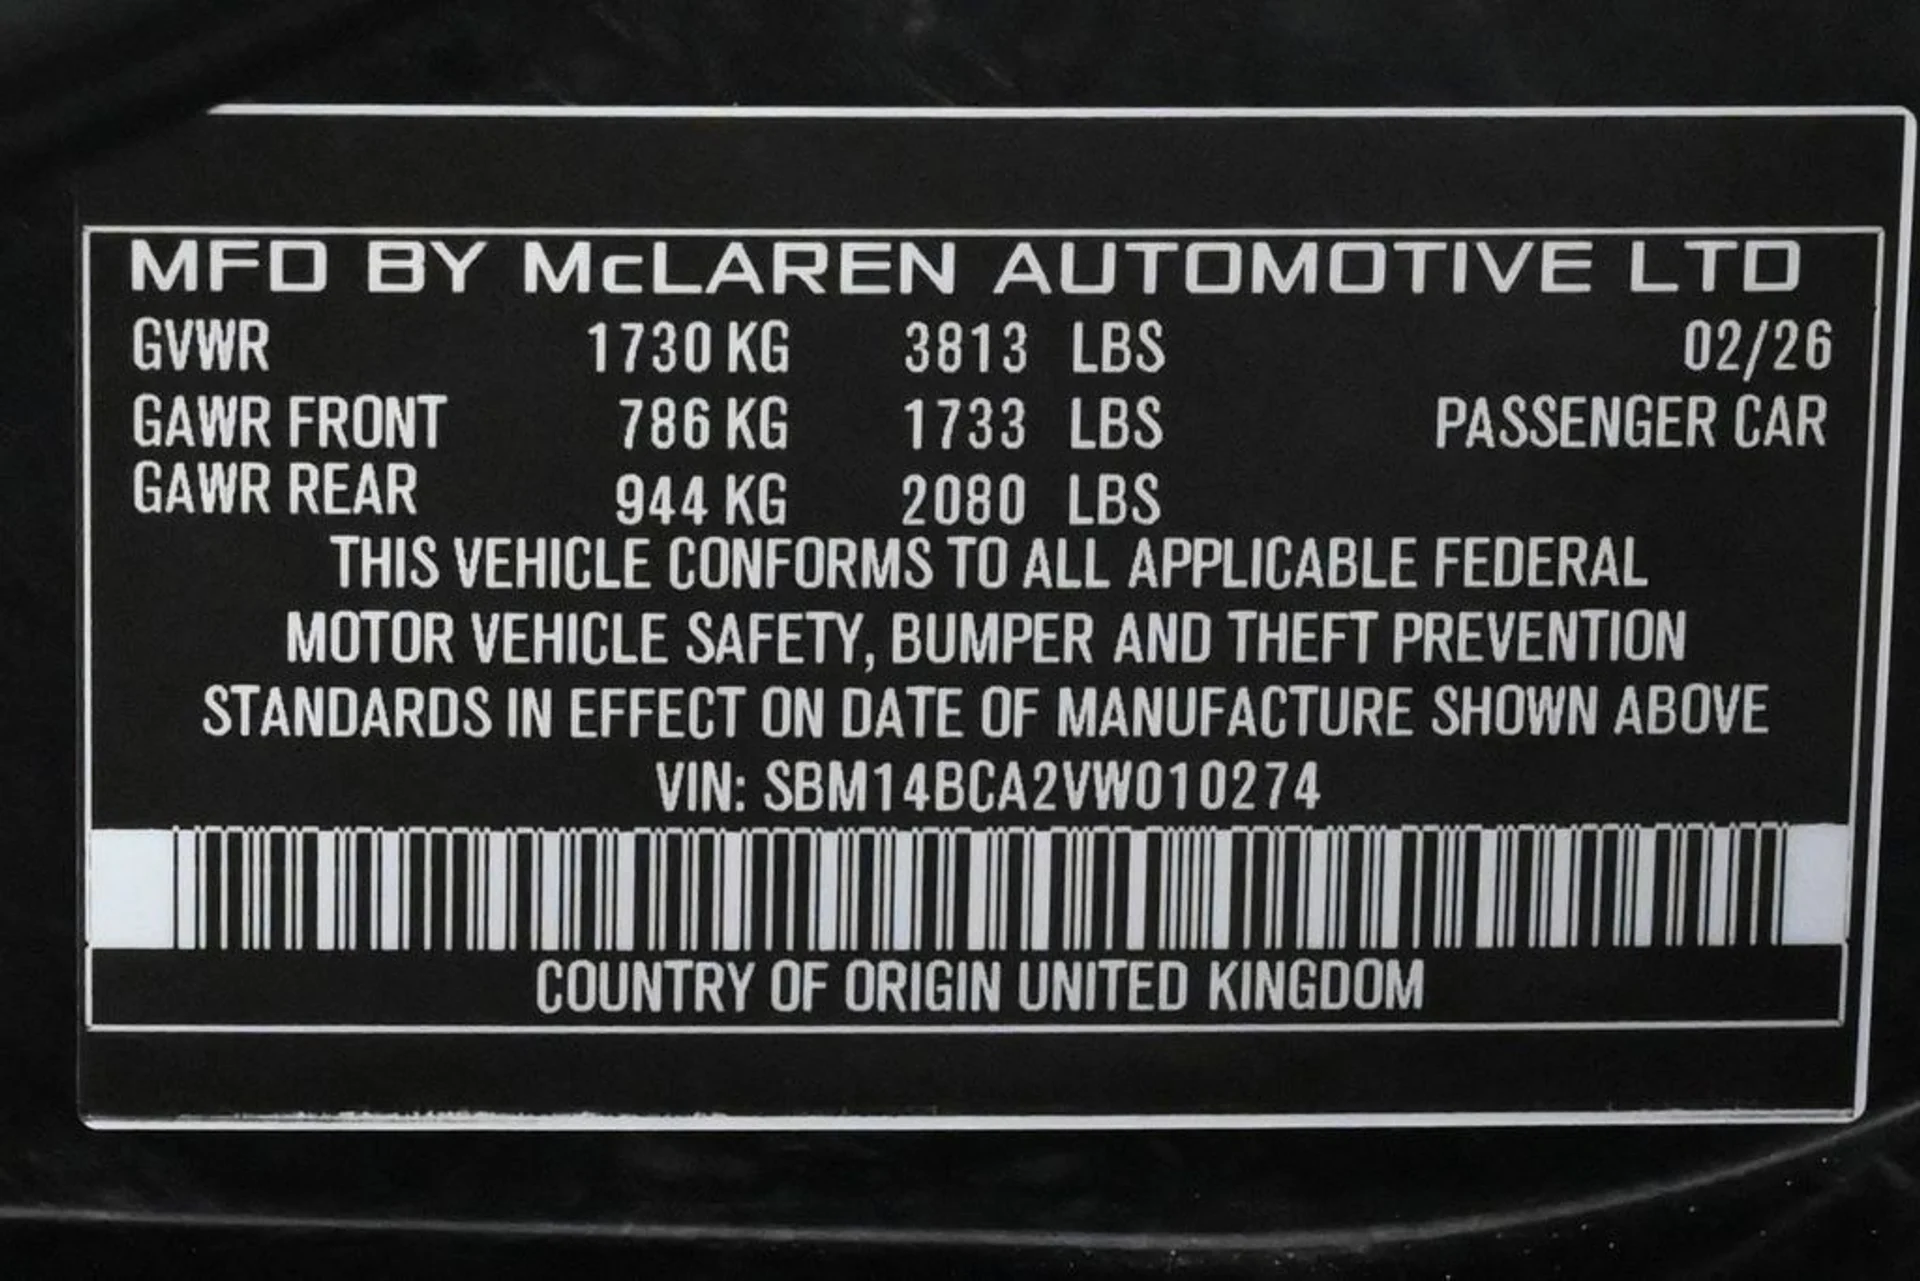 MFD BY McLAREN AUTOMOTIVE LTD
GVWR 1730 KG 3813 LBS 02/26
GAWR FRONT 786 KG 1733 LBS PASSENGER CAR
GAWR REAR 944 KG 2080 LBS
THIS VEHICLE CONFORMS TO ALL APPLICABLE FEDERAL
MOTOR VEHICLE SAFETY, BUMPER AND THEFT PREVENTION
STANDARDS IN EFFECT ON DATE OF MANUFACTURE SHOWN ABOVE
VIN: SBM14BCA2VW010274
COUNTRY OF ORIGIN UNITED KINGDOM